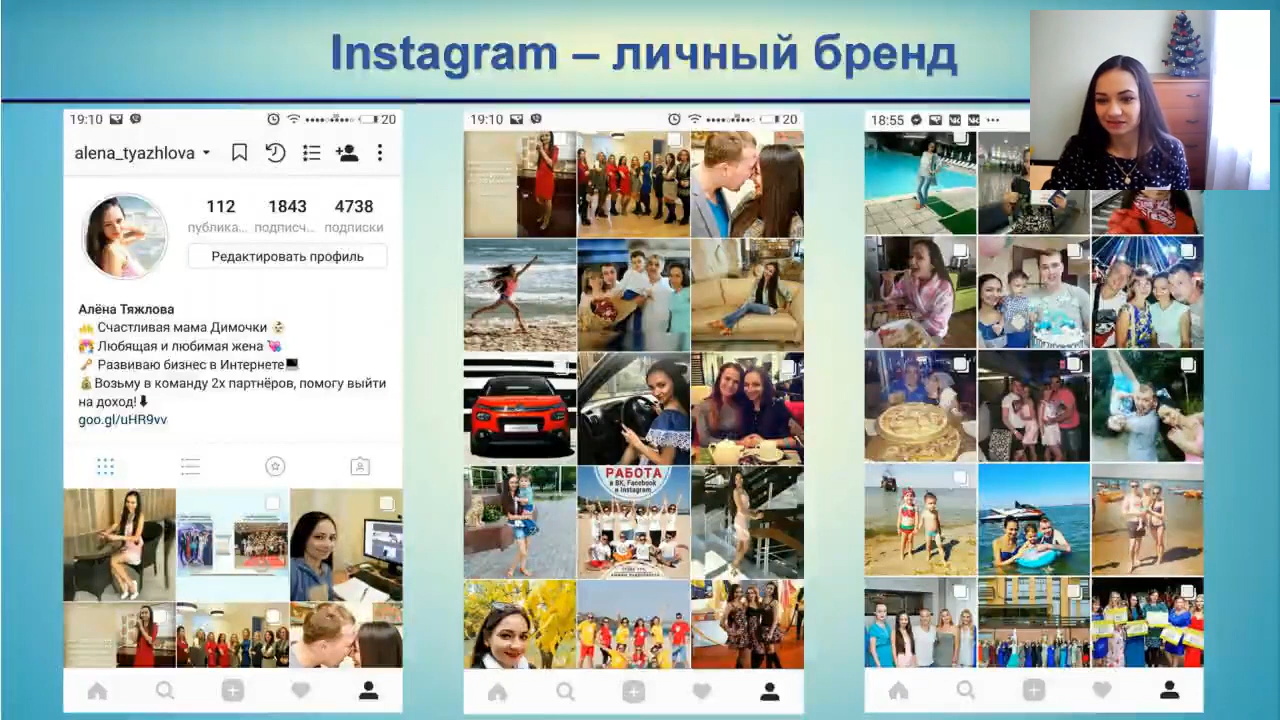 Instagram – личный бренд
19:10
20
alena_tyazhlova
112 1843 4738
публика... подписч... подписки
Редактировать профиль
Алёна Тяжлова
Счастливая мама Димочки
Любящая и любимая жена
Развиваю бизнес в Интернете
Возьму в команду 2х партнёров, помогу выйти
на доход!
goo.gl/uHR9vv
19:10
20
РАБОТА
в ВК, Facebook
и Instagram
18:55